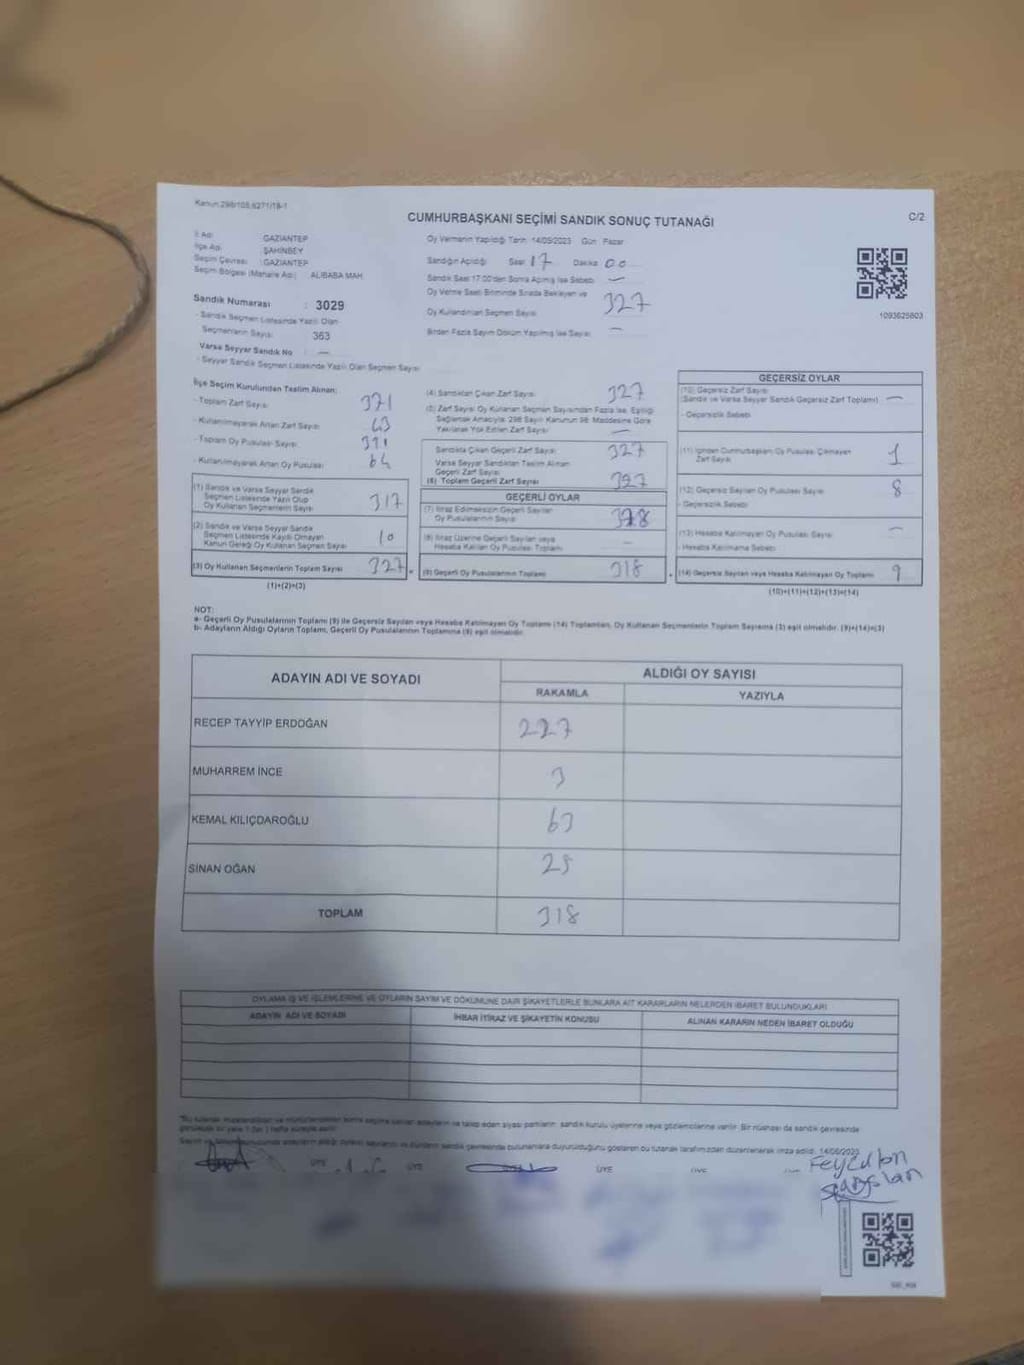 Kanun:298/105,6271/18-1
C/2
CUMHURBAŞKANI SEÇİMİ SANDIK SONUÇ TUTANAĞI
İl Adı : GAZİANTEP
İlçe Adı : ŞAHİNBEY
Seçim Çevresi : GAZİANTEP
Seçim Bölgesi (Mahalle Adı) : ALIBABA MAH
Sandık Numarası : 3029
- Sandık Seçmen Listesinde Yazılı Olan
Seçmenlerin Sayısı: 363
Varsa Seyyar Sandık No : —
- Seyyar Sandık Seçmen Listesinde Yazılı Olan Seçmen Sayısı
Oy Vermenin Yapıldığı Tarih: 14/05/2023 Gün: Pazar
Sandığın Açıldığı Saat 17 Dakika 00
Sandık Saat 17:00'den Sonra Açılmış İse Sebebi —
Oy Verme Saati Bitiminde Sırada Bekleyen ve
Oy Kullandırılan Seçmen Sayısı 327
Birden Fazla Sayım Döküm Yapılmış İse Sayısı —
1093625803
İlçe Seçim Kurulundan Teslim Alınan:
- Toplam Zarf Sayısı 371
- Kullanılmayarak Artan Zarf Sayısı
- Toplam Oy Pusulası Sayısı 371
- Kullanılmayarak Artan Oy Pusulası 64
(1) Sandık ve Varsa Seyyar Sandık
Seçmen Listesinde Yazılı Olup
Oy Kullanan Seçmenlerin Sayısı 317
(2) Sandık ve Varsa Seyyar Sandık
Seçmen Listesinde Kayıtlı Olmayan
Kanun Gereği Oy Kullanan Seçmen Sayısı 10
(3) Oy Kullanan Seçmenlerin Toplam Sayısı 327
(1)+(2)=(3)
(4) Sandıktan Çıkan Zarf Sayısı 327
(5) Zarf Sayısı Oy Kullanan Seçmen Sayısından Fazla İse, Eşitliği
Sağlamak Amacıyla; 298 Sayılı Kanunun 98. Maddesine Göre
Yakılarak Yok Edilen Zarf Sayısı —
Sandıkta Çıkan Geçerli Zarf Sayısı 327
Varsa Seyyar Sandıktan Teslim Alınan
Geçerli Zarf Sayısı
(6) Toplam Geçerli Zarf Sayısı 327
GEÇERLİ OYLAR
(7) İtiraz Edilmeksizin Geçerli Sayılan
Oy Pusulalarının Sayısı
(8) İtiraz Üzerine Geçerli Sayılan veya
Hesaba Katılan Oy Pusulası Toplamı —
(9) Geçerli Oy Pusulalarının Toplamı 318
GEÇERSİZ OYLAR
(10) Geçersiz Zarf Sayısı
(Sandık ve Varsa Seyyar Sandık Geçersiz Zarf Toplamı) —
- Geçersizlik Sebebi
(11) İçinden Cumhurbaşkanı Oy Pusulası Çıkmayan
Zarf Sayısı 1
(12) Geçersiz Sayılan Oy Pusulası Sayısı 8
- Geçersizlik Sebebi
(13) Hesaba Katılmayan Oy Pusulası Sayısı —
- Hesaba Katılmama Sebebi
(14) Geçersiz Sayılan veya Hesaba Katılmayan Oy Toplamı 9
(10)+(11)+(12)+(13)=(14)
NOT:
a- Geçerli Oy Pusulalarının Toplamı (9) ile Geçersiz Sayılan veya Hesaba Katılmayan Oy Toplamı (14) Toplamları, Oy Kullanan Seçmenlerin Toplam Sayısına (3) eşit olmalıdır. (9)+(14)=(3)
b- Adayların Aldığı Oyların Toplamı, Geçerli Oy Pusulalarının Toplamına (9) eşit olmalıdır.
ADAYIN ADI VE SOYADI
ALDIĞI OY SAYISI
RAKAMLA YAZIYLA
RECEP TAYYİP ERDOĞAN 227
MUHARREM İNCE 3
KEMAL KILIÇDAROĞLU 63
SİNAN OĞAN 25
TOPLAM 318
OYLAMA İŞ VE İŞLEMLERİNE VE OYLARIN SAYIM VE DÖKÜMÜNE DAİR ŞİKAYETLERLE BUNLARA AİT KARARLARIN NELERDEN İBARET BULUNDUKLARI
ADAYIN ADI VE SOYADI İHBAR İTİRAZ VE ŞİKAYETİN KONUSU ALINAN KARARIN NEDEN İBARET OLDUĞU
ÜYE ÜYE ÜYE ÜYE